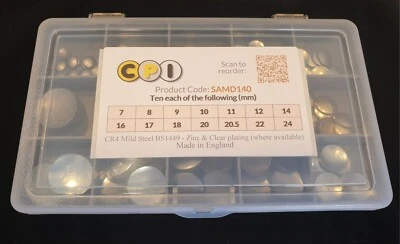 CPI
Scan to
reorder:
Product Code: SAMD140
Ten each of the following (mm)
7 8 9 10 11 12 14
16 17 18 20 20.5 22 24
CR4 Mild Steel BS1449 - Zinc & Clear plating (where available)
Made in England